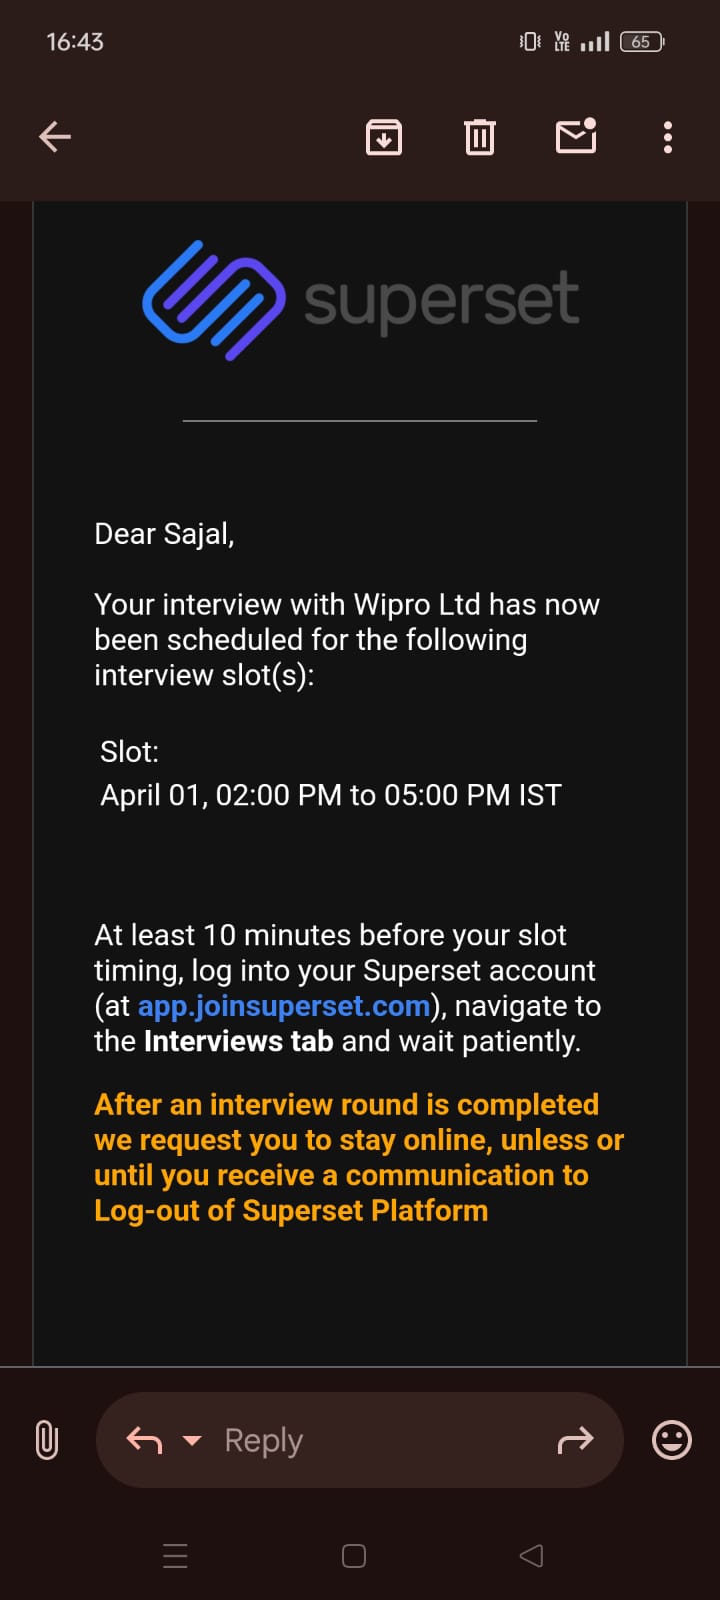 16:43
Vo
LTE
65
superset
Dear Sajal,
Your interview with Wipro Ltd has now
been scheduled for the following
interview slot(s):
Slot:
April 01, 02:00 PM to 05:00 PM IST
At least 10 minutes before your slot
timing, log into your Superset account
(at app.joinsuperset.com), navigate to
the Interviews tab and wait patiently.
After an interview round is completed
we request you to stay online, unless or
until you receive a communication to
Log-out of Superset Platform
Reply